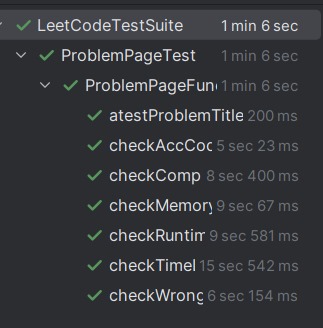 LeetCodeTestSuite 1 min 6 sec
ProblemPageTest 1 min 6 sec
ProblemPageFun 1 min 6 sec
atestProblemTitle 200 ms
checkAccCoc 5 sec 23 ms
checkComp 8 sec 400 ms
checkMemory 9 sec 67 ms
checkRuntim 9 sec 581 ms
checkTimeI 15 sec 542 ms
checkWrong 6 sec 154 ms